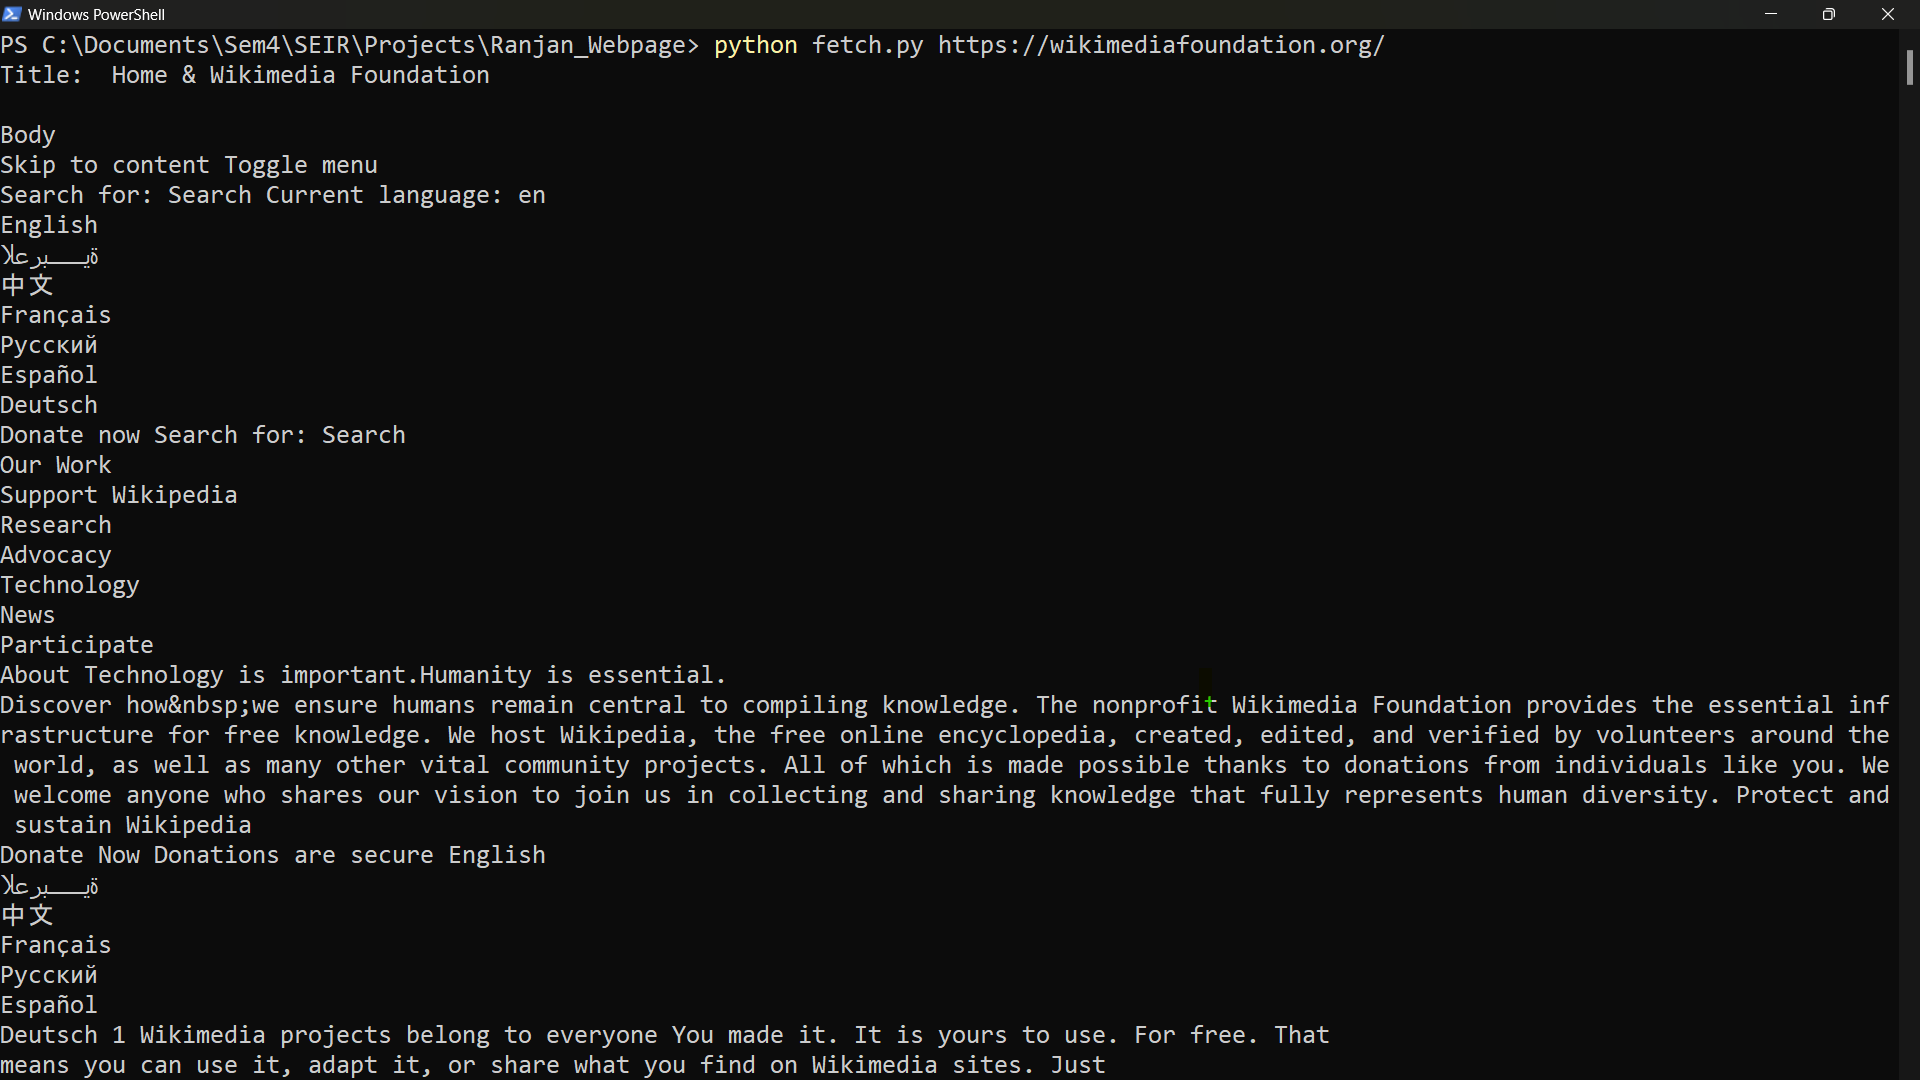 Windows PowerShell
PS C:\Documents\Sem4\SEIR\Projects\Ranjan_Webpage> python fetch.py https://wikimediafoundation.org/
Title:  Home & Wikimedia Foundation
Body
Skip to content Toggle menu
Search for: Search Current language: en
English
العربية
中文
Français
Русский
Español
Deutsch
Donate now Search for: Search
Our Work
Support Wikipedia
Research
Advocacy
Technology
News
Participate
About Technology is important.Humanity is essential.
Discover how&nbsp;we ensure humans remain central to compiling knowledge. The nonprofit Wikimedia Foundation provides the essential inf
rastructure for free knowledge. We host Wikipedia, the free online encyclopedia, created, edited, and verified by volunteers around the
world, as well as many other vital community projects. All of which is made possible thanks to donations from individuals like you. We
welcome anyone who shares our vision to join us in collecting and sharing knowledge that fully represents human diversity. Protect and
sustain Wikipedia
Donate Now Donations are secure English
العربية
中文
Français
Русский
Español
Deutsch 1 Wikimedia projects belong to everyone You made it. It is yours to use. For free. That
means you can use it, adapt it, or share what you find on Wikimedia sites. Just